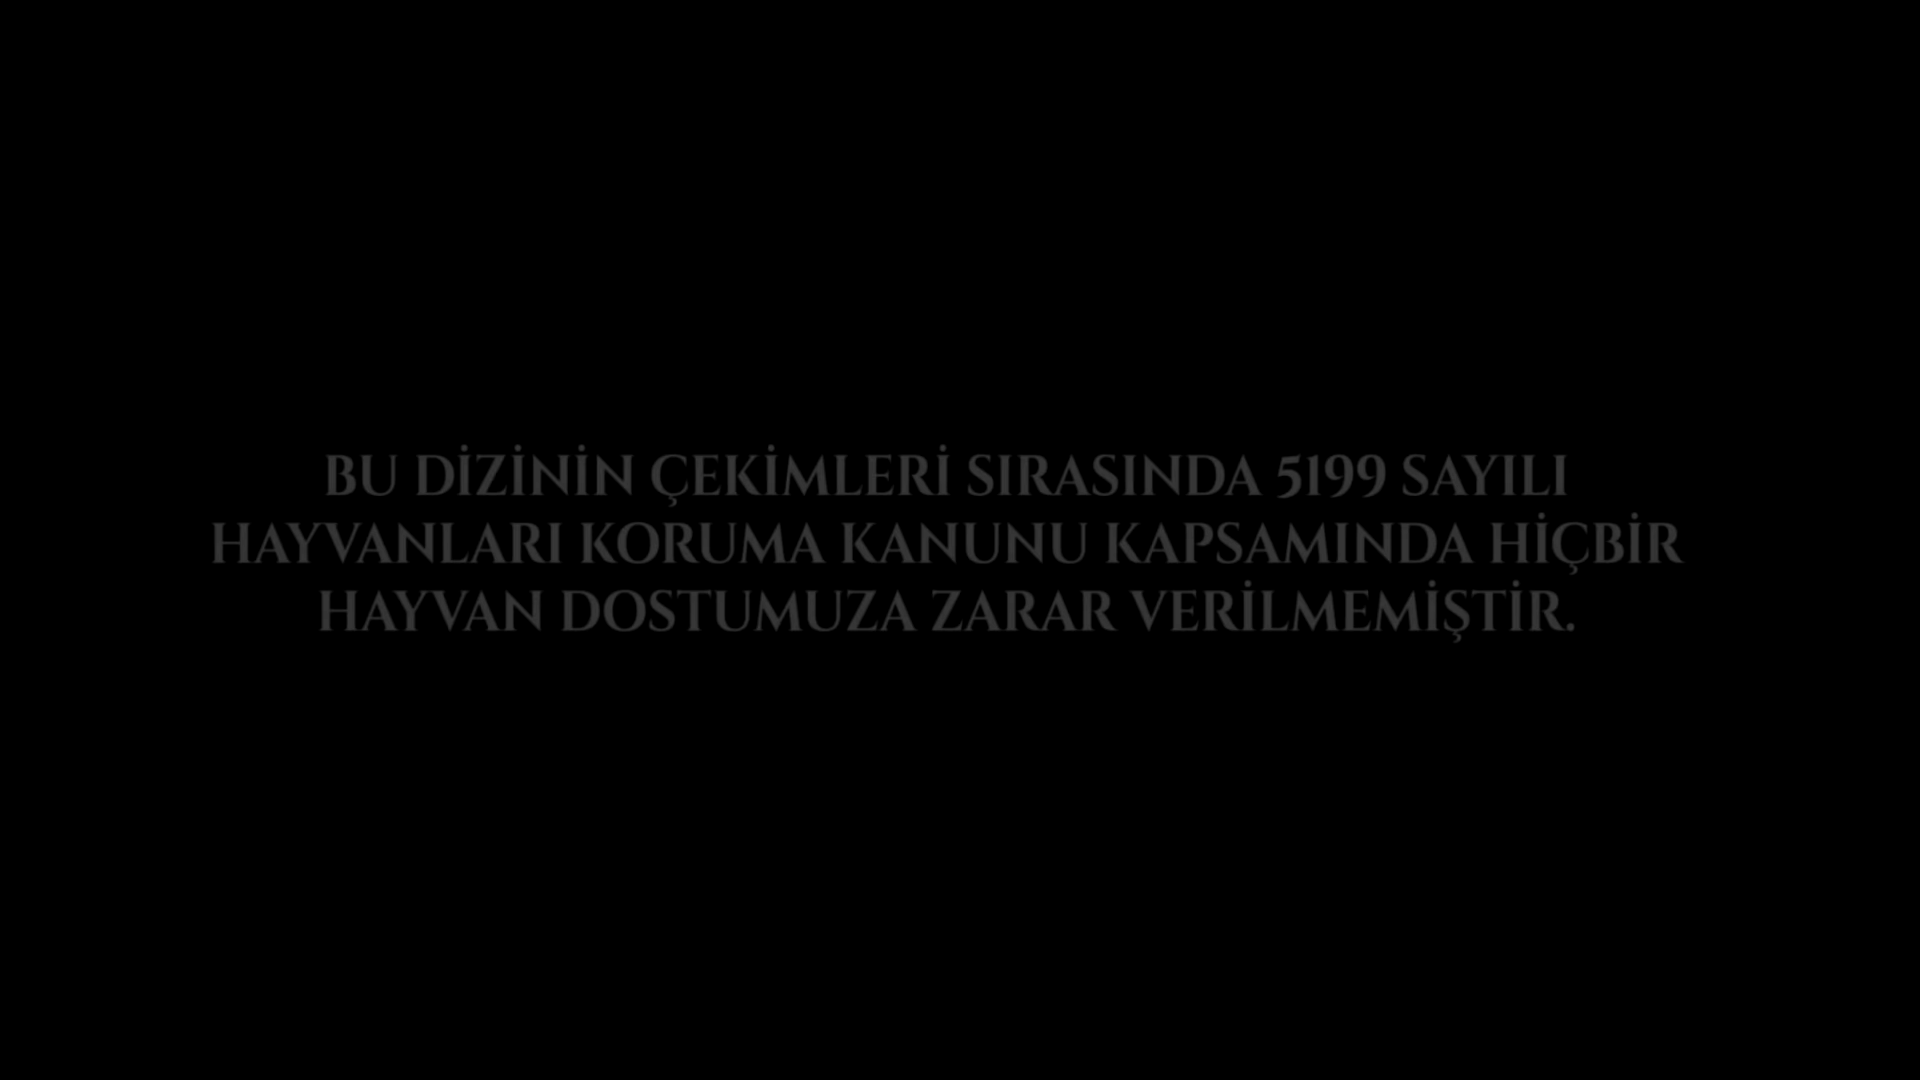 BU DİZİNİN ÇEKİMLERİ SIRASINDA 5199 SAYILI
HAYVANLARI KORUMA KANUNU KAPSAMINDA HİÇBİR
HAYVAN DOSTUMUZA ZARAR VERİLMEMİŞTİR.